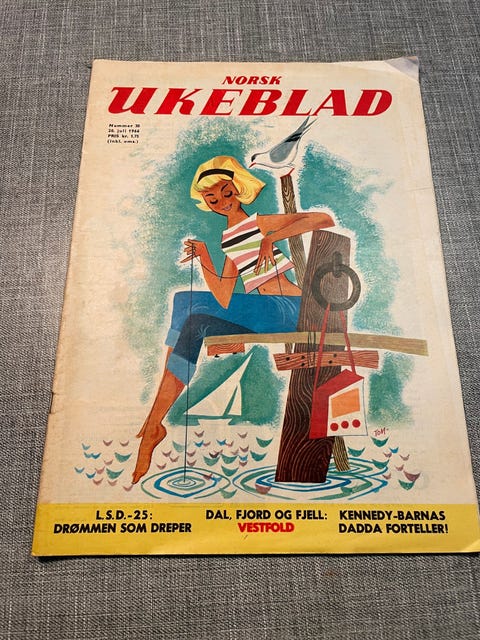 NORSK
UKEBLAD
Nummer 30
26. juli 1966
PRIS kr. 1,75
(Inkl. oms.)
TOM-
L.S.D.-25:
DRØMMEN SOM DREPER
DAL, FJORD OG FJELL:
VESTFOLD
KENNEDY-BARNAS
DADDA FORTELLER!